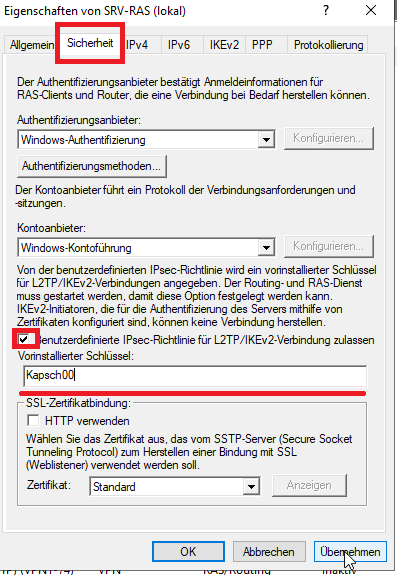 Eigenschaften von SRV-RAS (lokal)
Allgemein Sicherheit IPv4 IPv6 IKEv2 PPP Protokollierung
Der Authentifizierungsanbieter bestätigt Anmeldeinformationen für
RAS-Clients und Router, die eine Verbindung bei Bedarf herstellen können.
Authentifizierungsanbieter:
Windows-Authentifizierung Konfigurieren...
Authentifizierungsmethoden...
Der Kontoanbieter führt ein Protokoll der Verbindungsanforderungen und
-sitzungen.
Kontoanbieter:
Windows-Kontoführung Konfigurieren...
Von der benutzerdefinierten IPsec-Richtlinie wird ein vorinstallierter Schlüssel
für L2TP/IKEv2-Verbindungen angegeben. Der Routing- und RAS-Dienst
muss gestartet werden, damit diese Option festgelegt werden kann.
IKEv2-Initiatoren, die für die Authentifizierung des Servers mithilfe von
Zertifikaten konfiguriert sind, können keine Verbindung herstellen.
Benutzerdefinierte IPsec-Richtlinie für L2TP/IKEv2-Verbindung zulassen
Vorinstallierter Schlüssel:
Kapsch00
SSL-Zertifikatbindung:
HTTP verwenden
Wählen Sie das Zertifikat aus, das vom SSTP-Server (Secure Socket
Tunneling Protocol) zum Herstellen einer Bindung mit SSL
(Weblistener) verwendet werden soll.
Zertifikat: Standard Anzeigen
OK Abbrechen Übernehmen